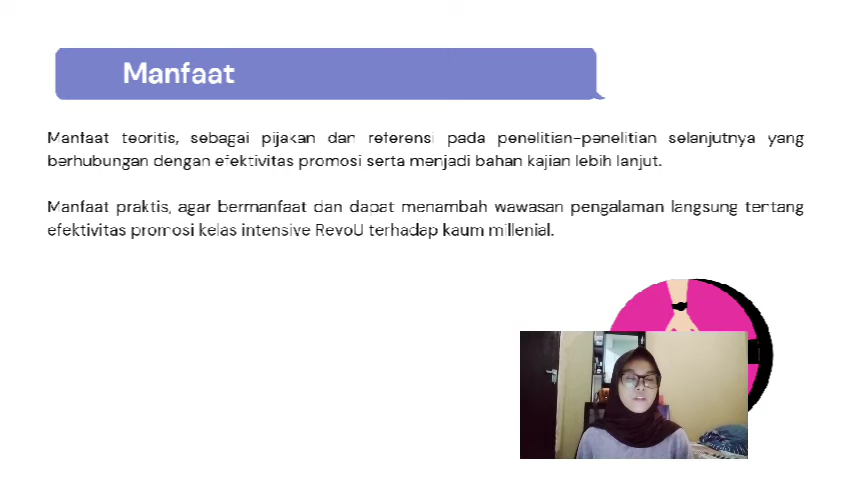 Manfaat
Manfaat teoritis, sebagai pijakan dan referensi pada penelitian-penelitian selanjutnya yang
berhubungan dengan efektivitas promosi serta menjadi bahan kajian lebih lanjut.
Manfaat praktis, agar bermanfaat dan dapat menambah wawasan pengalaman langsung tentang
efektivitas promosi kelas intensive RevoU terhadap kaum millenial.